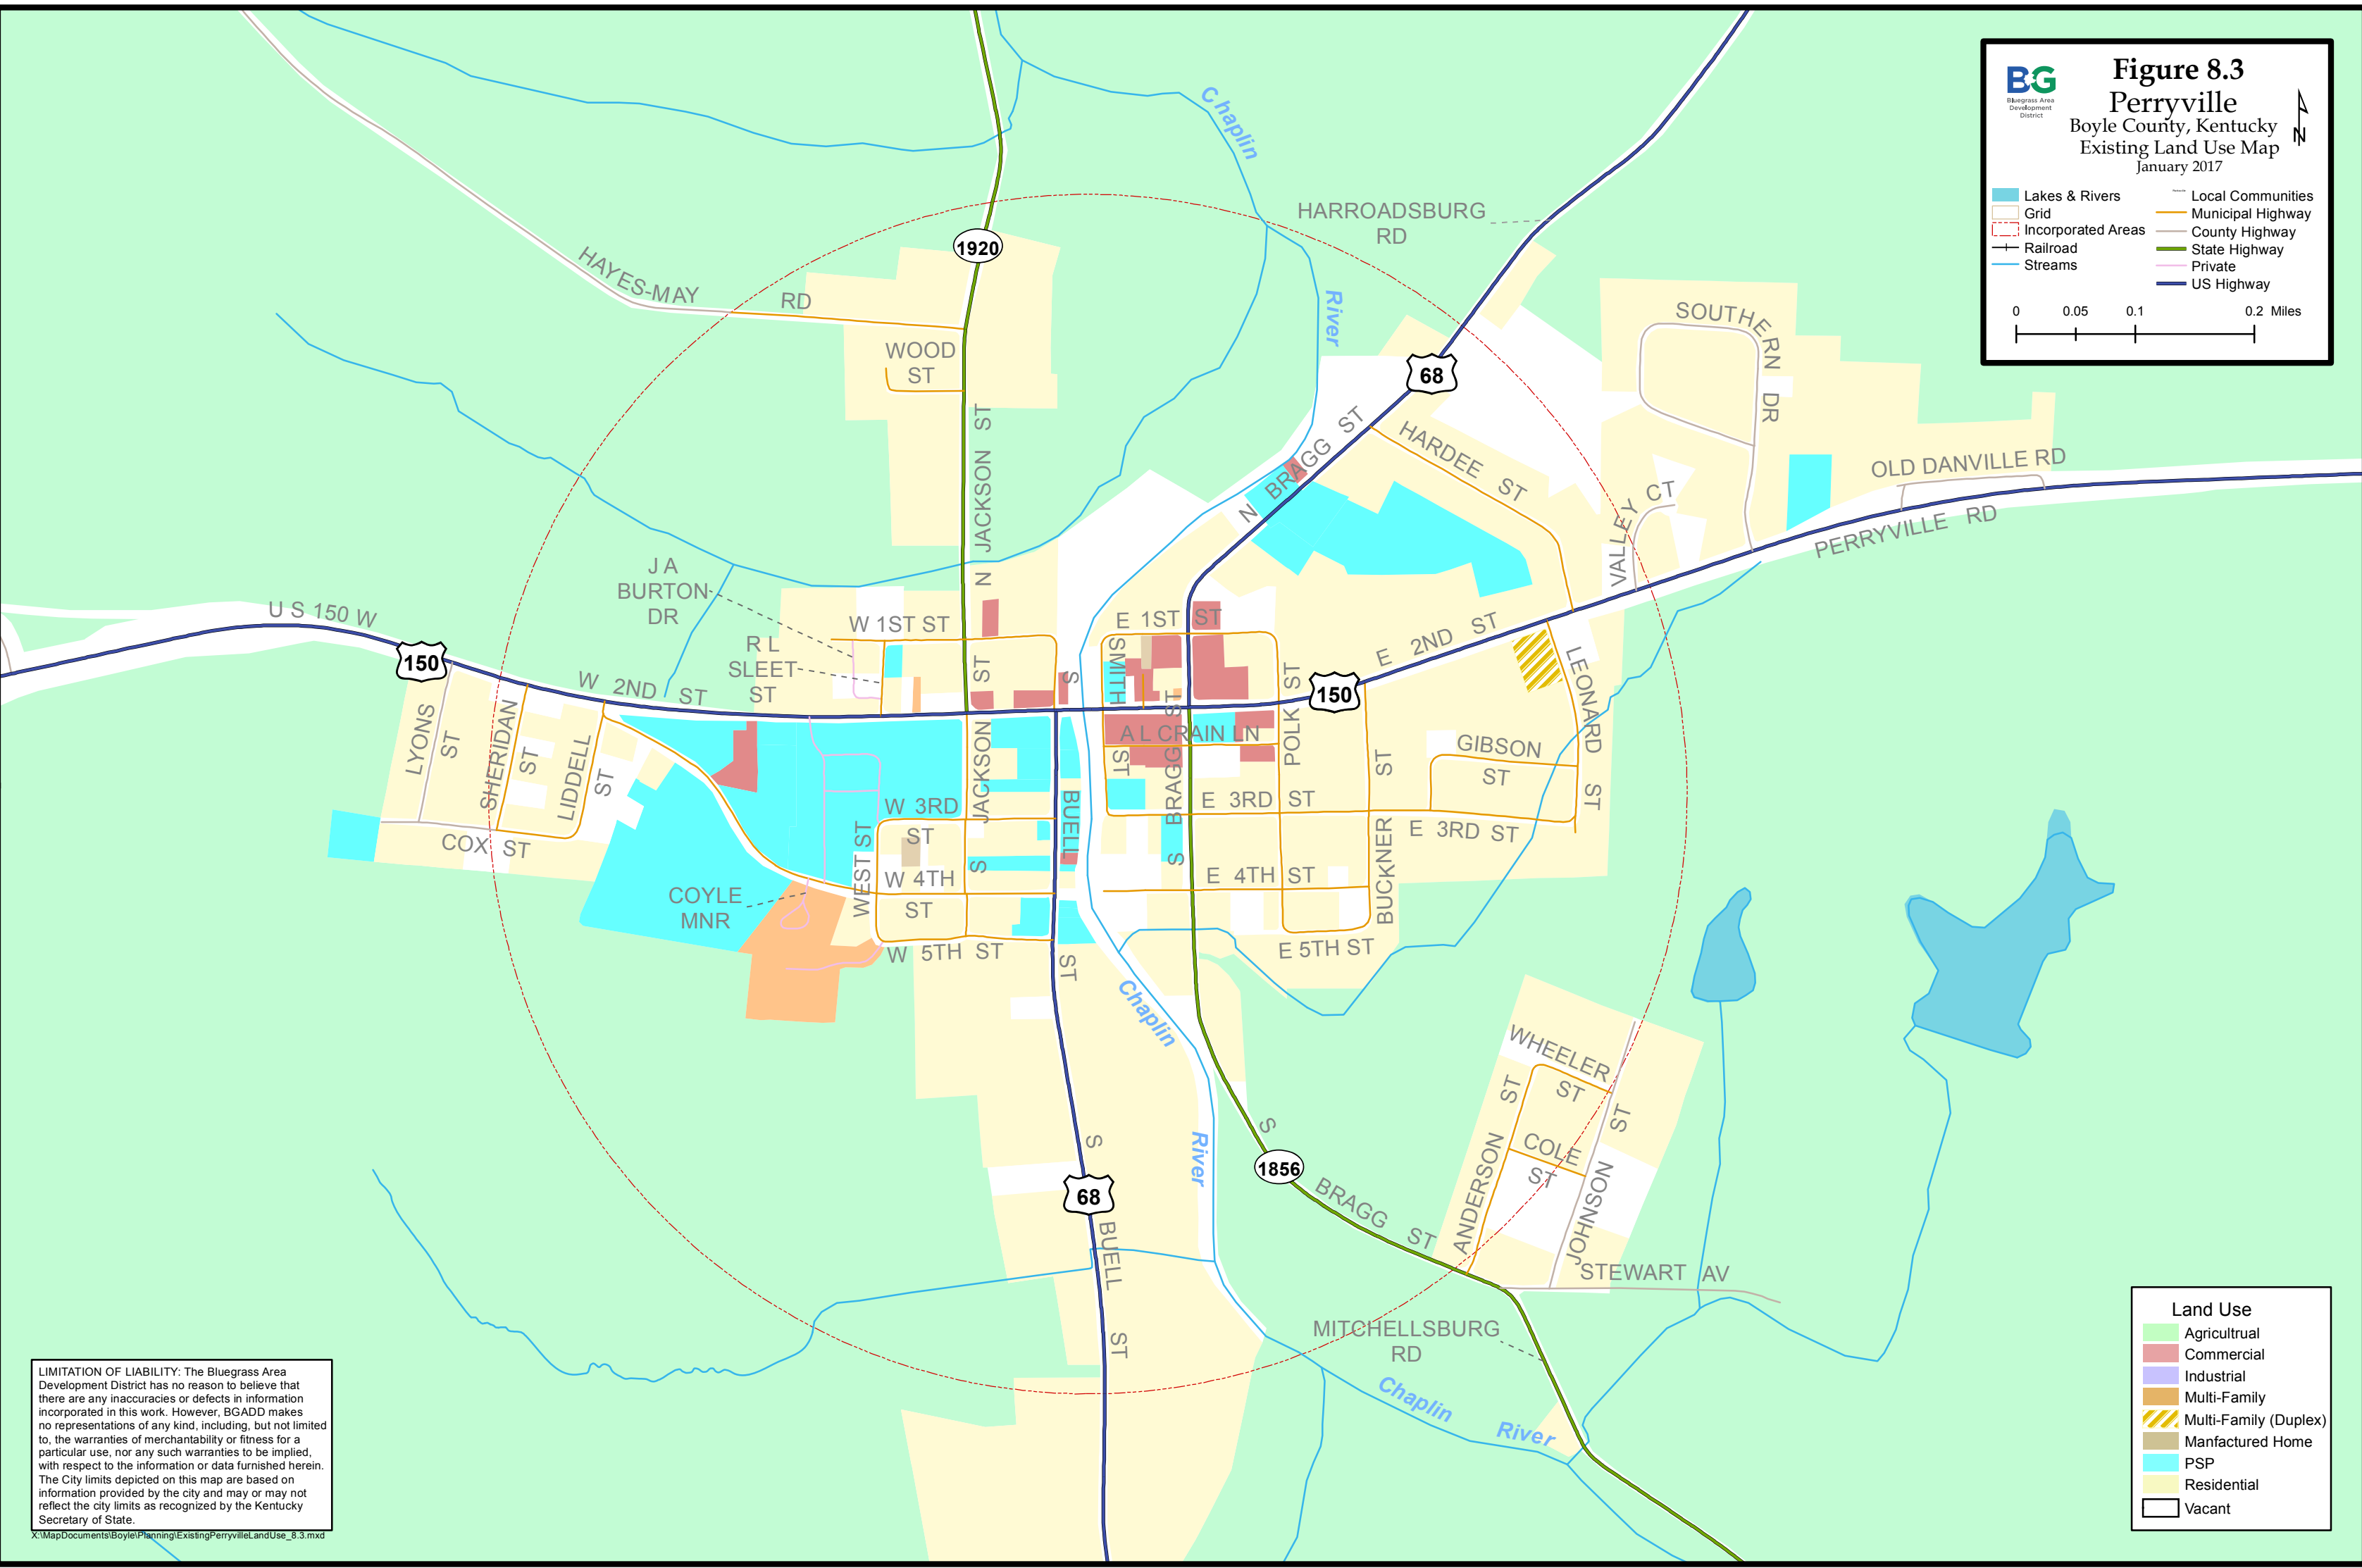 Figure 8.3
Perryville
Boyle County, Kentucky
Existing Land Use Map
January 2017
BG
Bluegrass Area
Development
District
N
Lakes & Rivers
Grid
Incorporated Areas
Railroad
Streams
Local Communities
Municipal Highway
County Highway
State Highway
Private
US Highway
0 0.05 0.1 0.2 Miles
Chaplin
River
HARROADSBURG
RD
1920
HAYES-MAY RD
WOOD
ST
68
SOUTHERN DR
N JACKSON ST
N BRAGG ST
HARDEE ST
OLD DANVILLE RD
VALLEY CT
PERRYVILLE RD
J A
BURTON
DR
U S 150 W
W 1ST ST
E 1ST ST
150
R L
SLEET
ST
W 2ND ST
E 2ND ST
150
SMITH ST
POLK ST
LEONARD ST
LYONS ST
SHERIDAN ST
LIDDELL ST
COX ST
S JACKSON ST
A L CRAIN LN
S BRAGG ST
GIBSON
ST
S BUELL ST
W 3RD
ST
E 3RD ST
E 3RD ST
WEST ST
W 4TH
ST
E 4TH ST
BUCKNER ST
COYLE
MNR
W 5TH ST
E 5TH ST
Chaplin
River
WHEELER
ST
ANDERSON ST
COLE
ST
JOHNSON ST
68
S BUELL ST
1856
S BRAGG ST
STEWART AV
MITCHELLSBURG
RD
Chaplin River
Land Use
Agricultrual
Commercial
Industrial
Multi-Family
Multi-Family (Duplex)
Manfactured Home
PSP
Residential
Vacant
LIMITATION OF LIABILITY: The Bluegrass Area
Development District has no reason to believe that
there are any inaccuracies or defects in information
incorporated in this work. However, BGADD makes
no representations of any kind, including, but not limited
to, the warranties of merchantability or fitness for a
particular use, nor any such warranties to be implied,
with respect to the information or data furnished herein.
The City limits depicted on this map are based on
information provided by the city and may or may not
reflect the city limits as recognized by the Kentucky
Secretary of State.
X:\MapDocuments\Boyle\Planning\ExistingPerryvilleLandUse_8.3.mxd